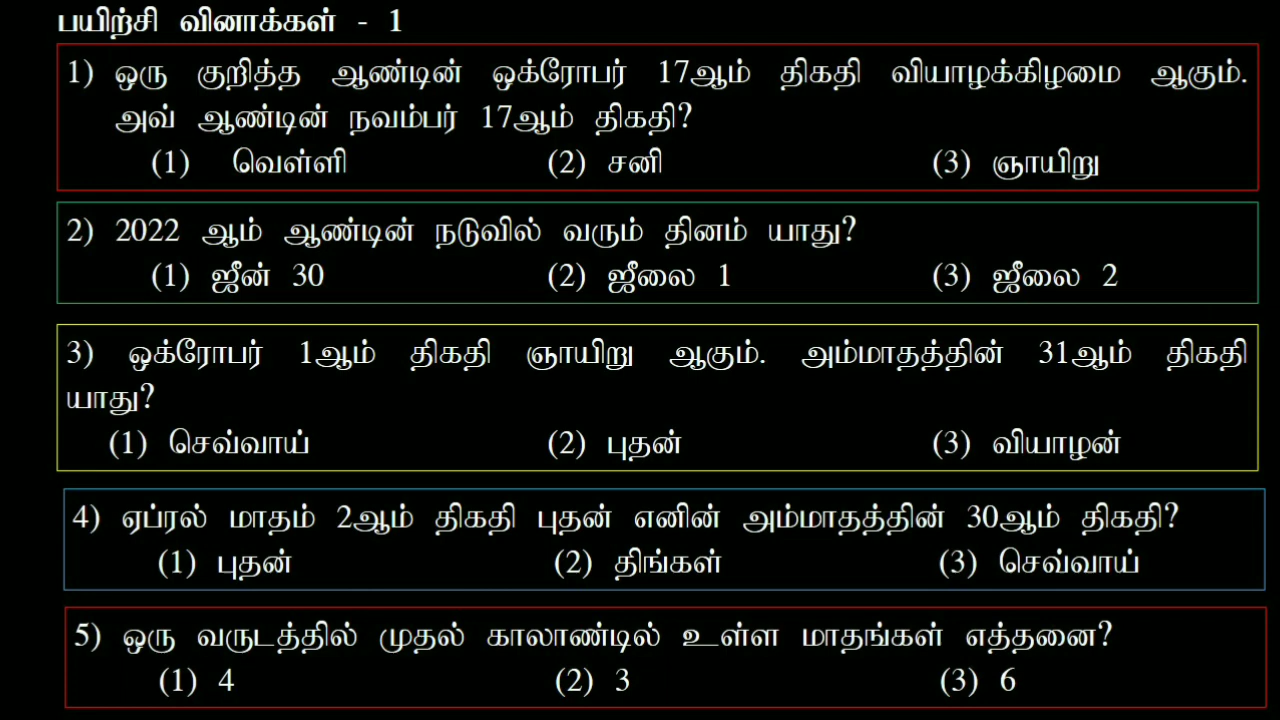 பயிற்சி வினாக்கள் - 1
1) ஒரு குறித்த ஆண்டின் ஒக்ரோபர் 17ஆம் திகதி வியாழக்கிழமை ஆகும்.
அவ் ஆண்டின் நவம்பர் 17ஆம் திகதி?
(1) வெள்ளி (2) சனி (3) ஞாயிறு
2) 2022 ஆம் ஆண்டின் நடுவில் வரும் தினம் யாது?
(1) ஜீன் 30 (2) ஜீலை 1 (3) ஜீலை 2
3) ஒக்ரோபர் 1ஆம் திகதி ஞாயிறு ஆகும். அம்மாதத்தின் 31ஆம் திகதி
யாது?
(1) செவ்வாய் (2) புதன் (3) வியாழன்
4) ஏப்ரல் மாதம் 2ஆம் திகதி புதன் எனின் அம்மாதத்தின் 30ஆம் திகதி?
(1) புதன் (2) திங்கள் (3) செவ்வாய்
5) ஒரு வருடத்தில் முதல் காலாண்டில் உள்ள மாதங்கள் எத்தனை?
(1) 4 (2) 3 (3) 6